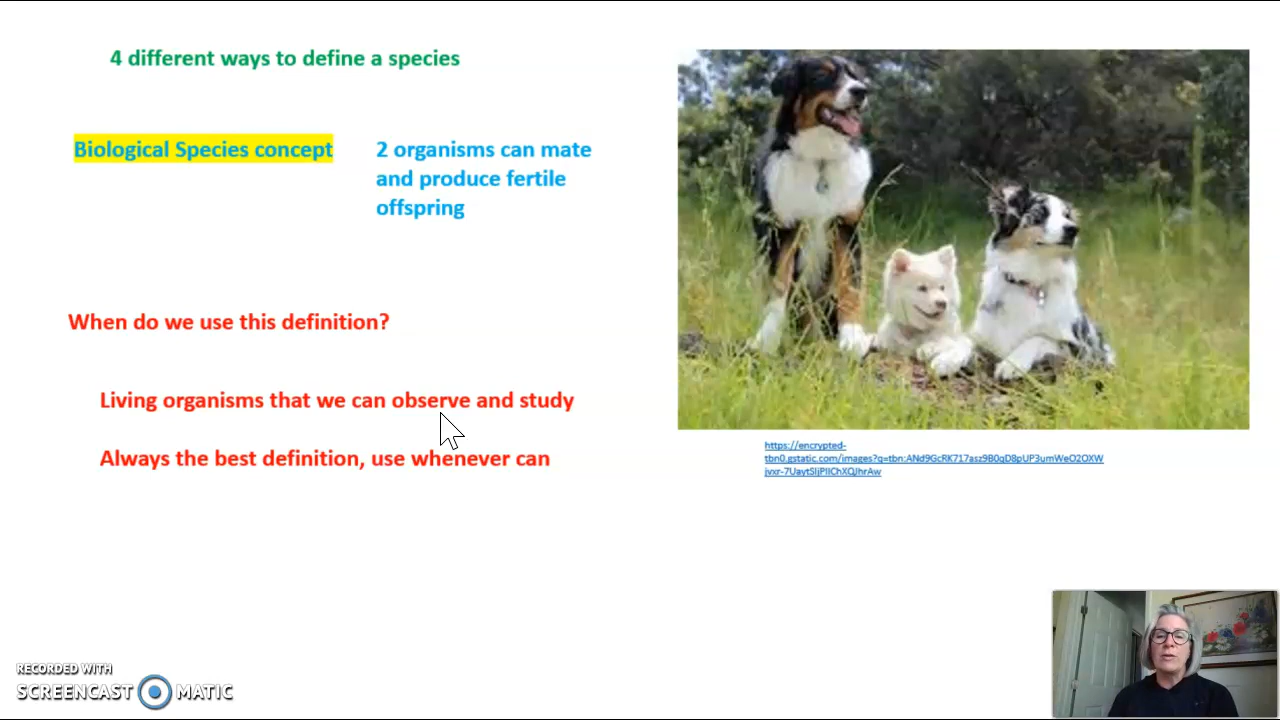 4 different ways to define a species
Biological Species concept
2 organisms can mate
and produce fertile
offspring
When do we use this definition?
Living organisms that we can observe and study
Always the best definition, use whenever can
https://encrypted-
RECORDED WITH
SCREENCAST MATIC